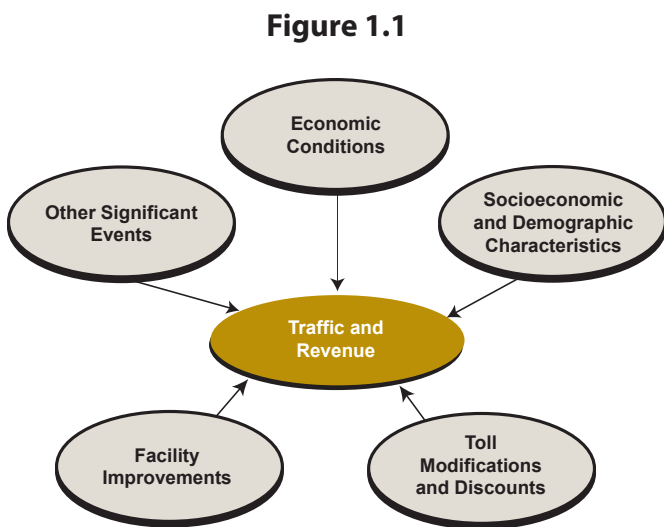 Figure 1.1
Economic
Conditions
Other Significant
Events
Socioeconomic
and Demographic
Characteristics
Traffic and
Revenue
Facility
Improvements
Toll
Modifications
and Discounts